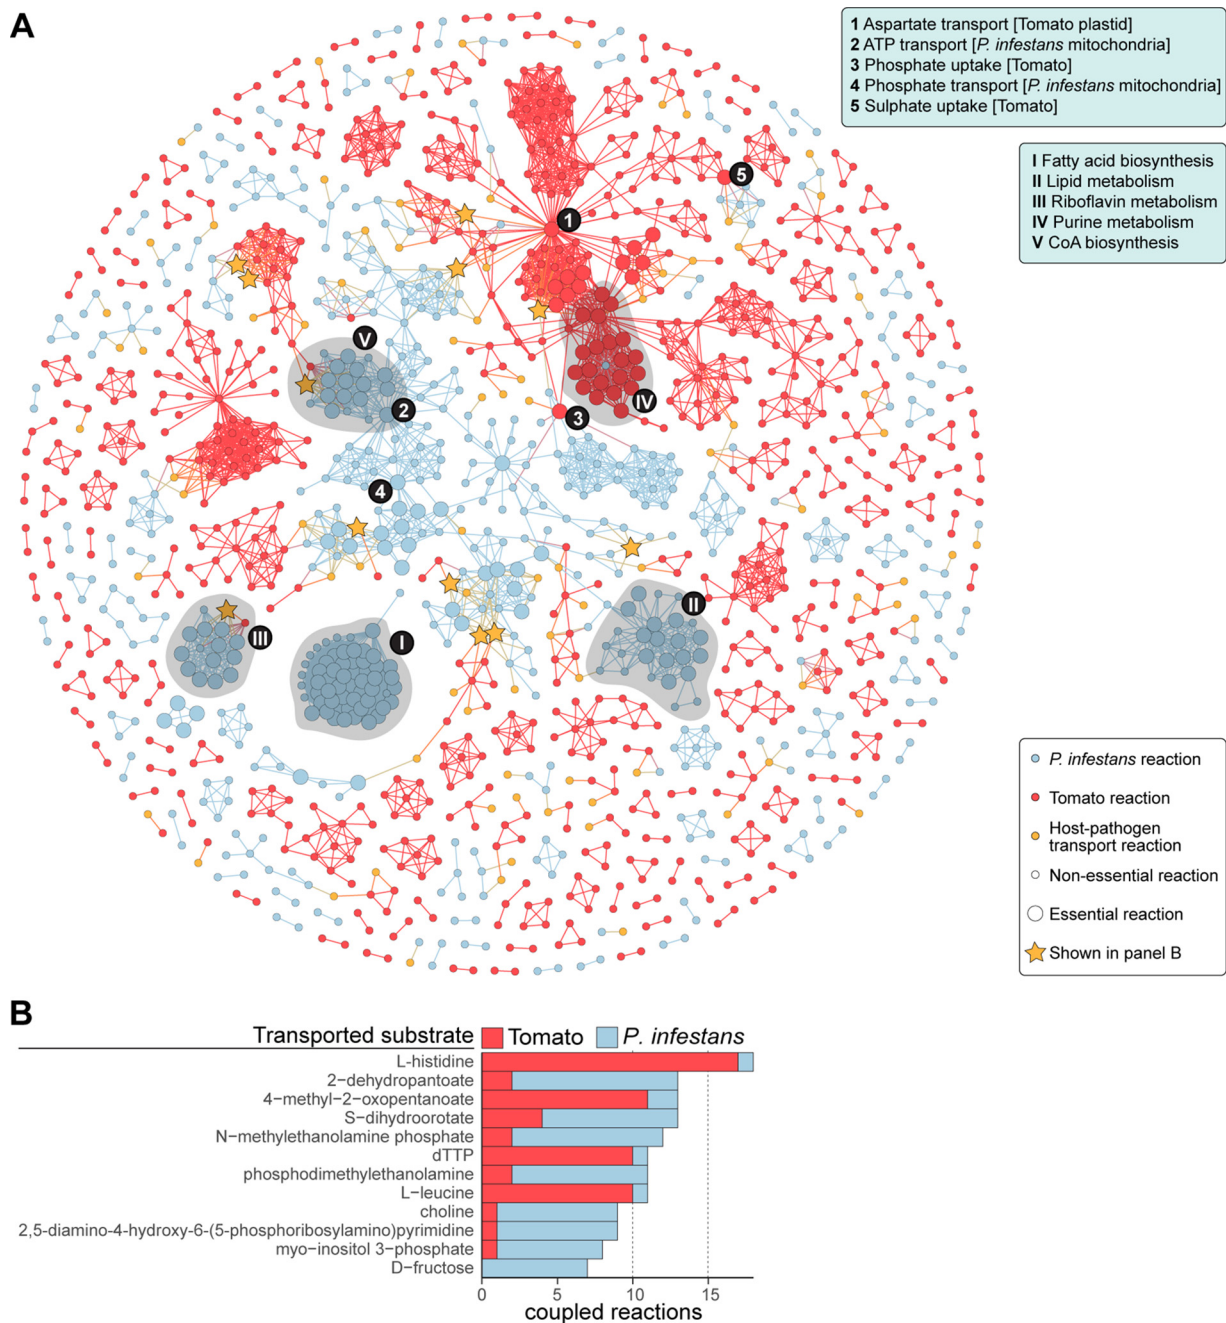 A
1 Aspartate transport [Tomato plastid]
2 ATP transport [P. infestans mitochondria]
3 Phosphate uptake [Tomato]
4 Phosphate transport [P. infestans mitochondria]
5 Sulphate uptake [Tomato]
I Fatty acid biosynthesis
II Lipid metabolism
III Riboflavin metabolism
IV Purine metabolism
V CoA biosynthesis
5
1
V
IV
2
3
4
II
III
I
P. infestans reaction
Tomato reaction
Host-pathogen
transport reaction
Non-essential reaction
Essential reaction
Shown in panel B
B
Transported substrate Tomato P. infestans
L-histidine
2−dehydropantoate
4−methyl−2−oxopentanoate
S−dihydroorotate
N−methylethanolamine phosphate
dTTP
phosphodimethylethanolamine
L−leucine
choline
2,5-diamino-4-hydroxy-6-(5-phosphoribosylamino)pyrimidine
myo-inositol 3-phosphate
D−fructose
0 5 10 15
coupled reactions